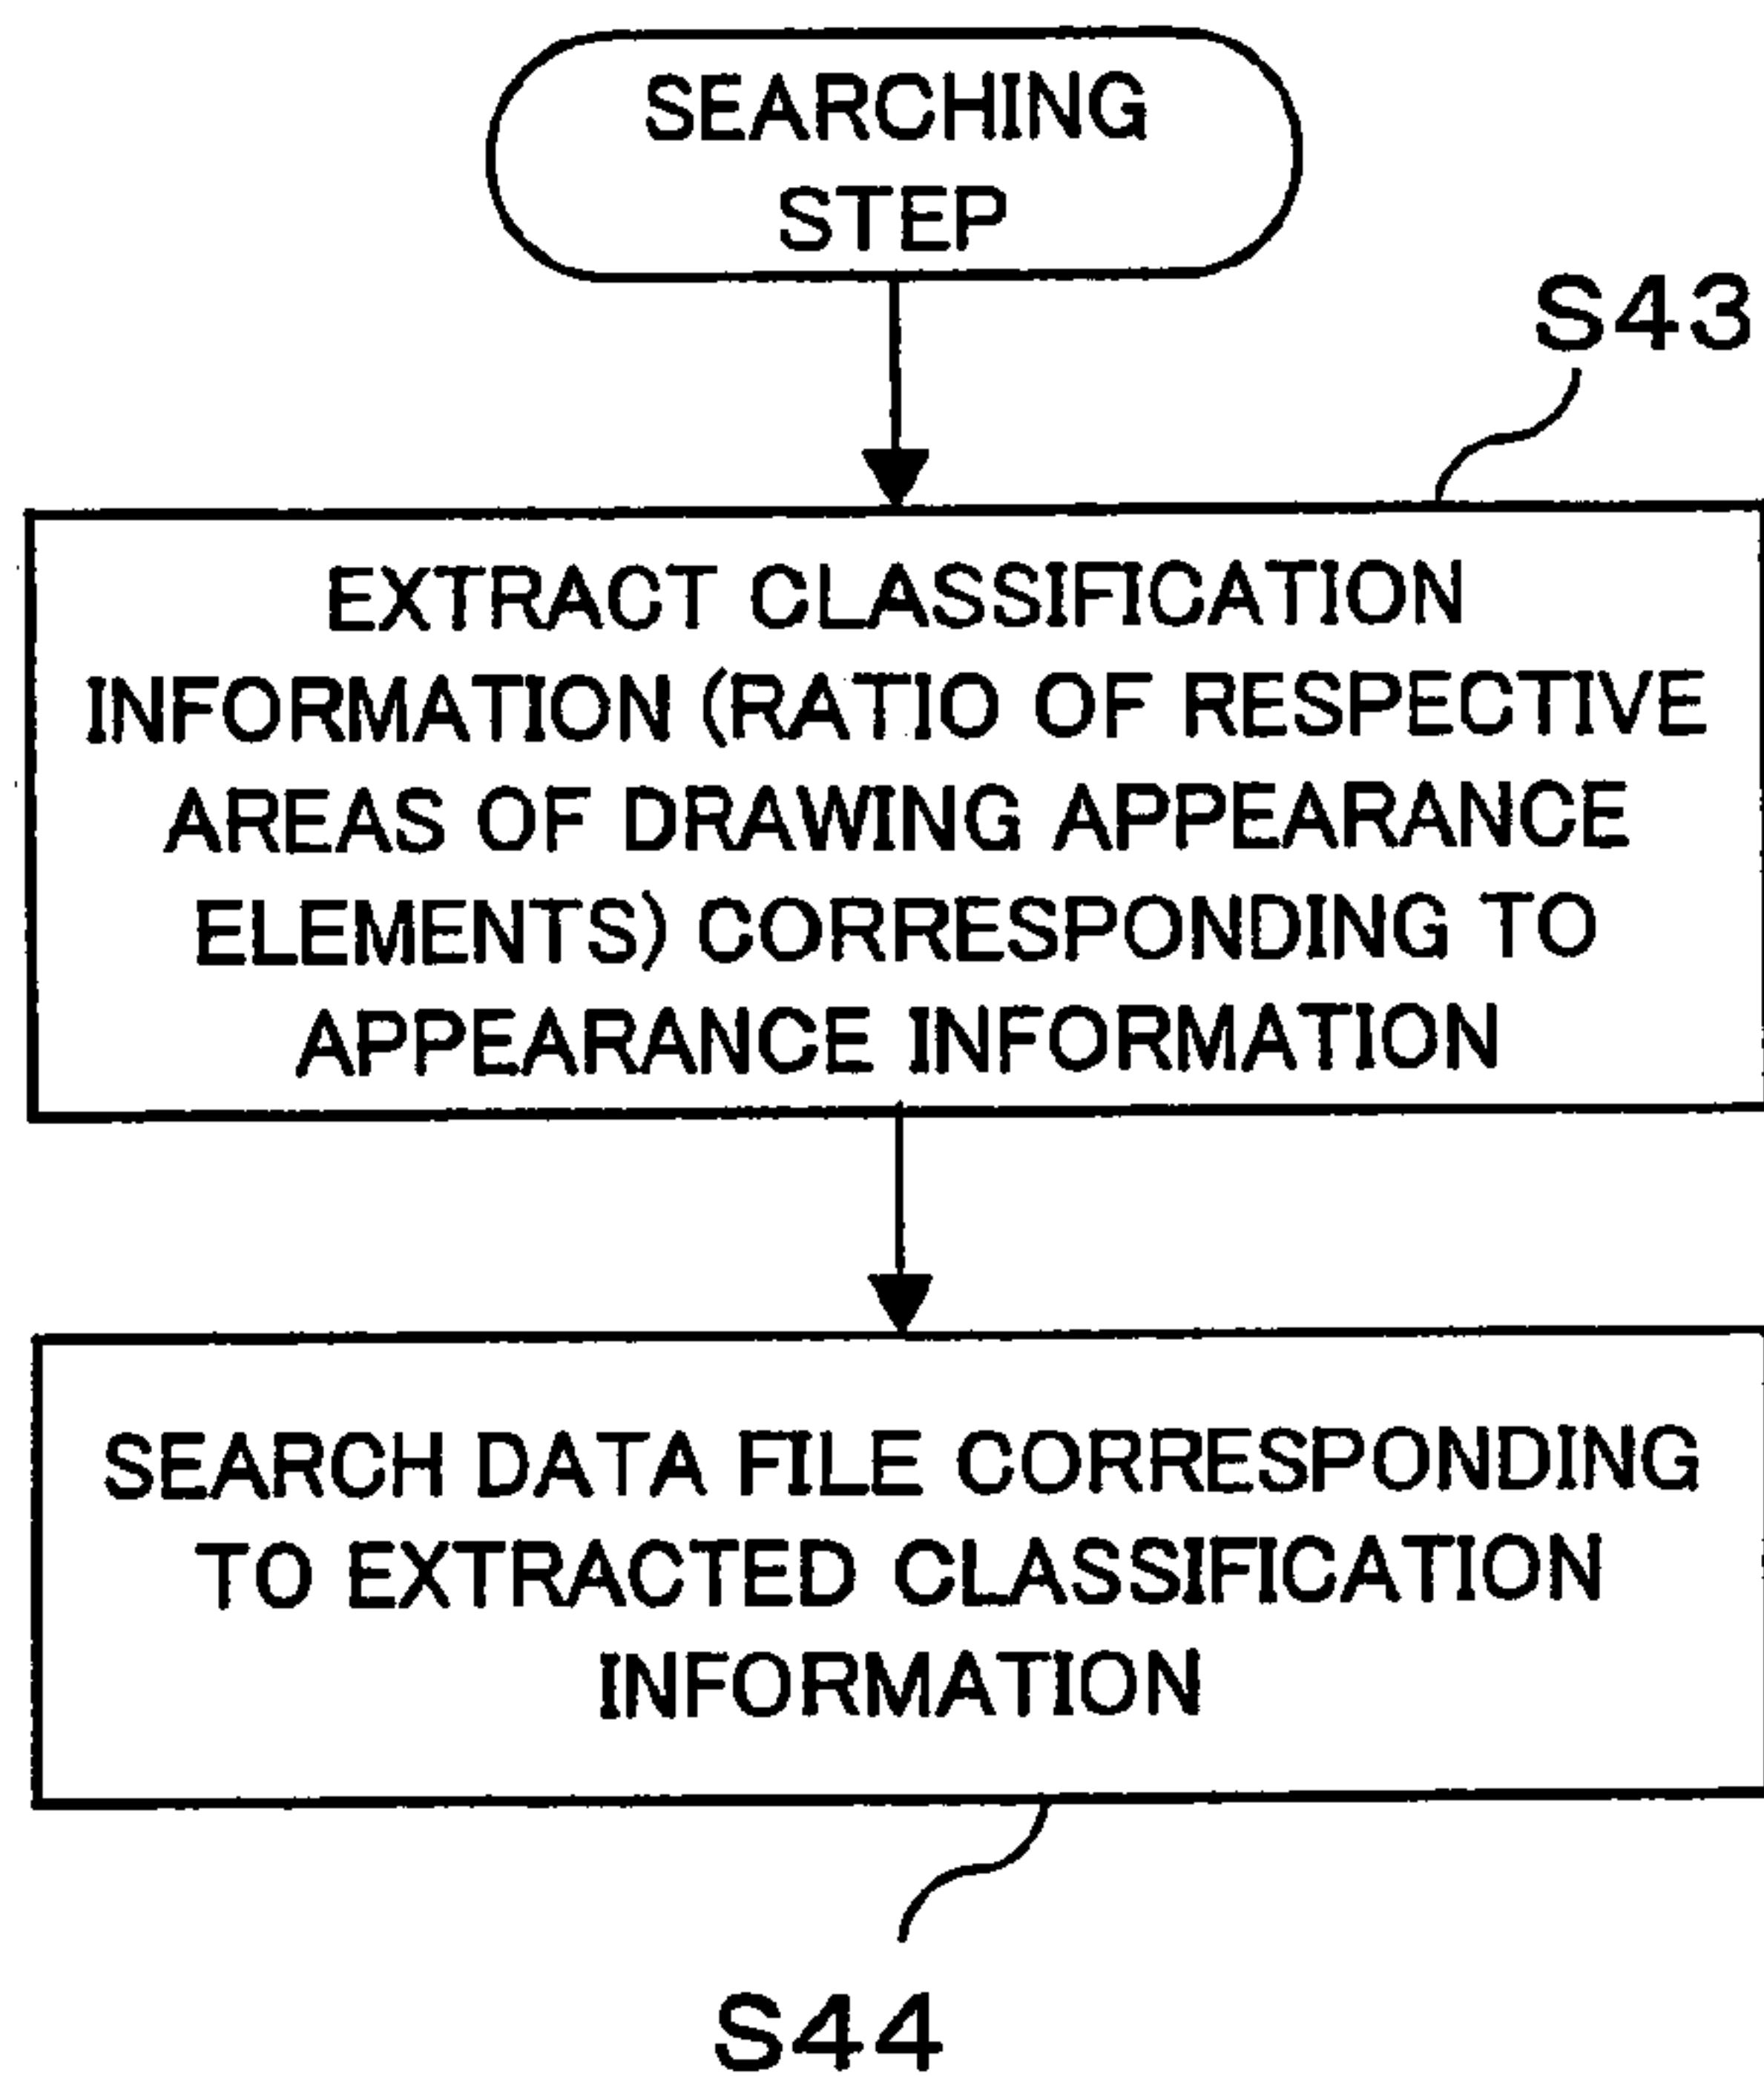 SEARCHING
STEP
S43
EXTRACT CLASSIFICATION
INFORMATION (RATIO OF RESPECTIVE
AREAS OF DRAWING APPEARANCE
ELEMENTS) CORRESPONDING TO
APPEARANCE INFORMATION
SEARCH DATA FILE CORRESPONDING
TO EXTRACTED CLASSIFICATION
INFORMATION
S44